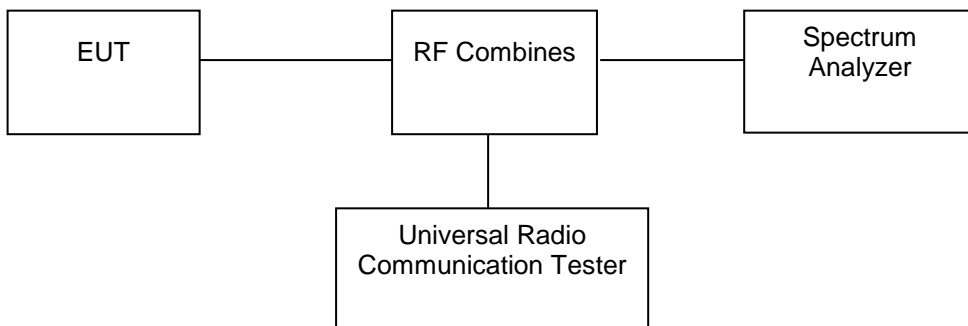 EUT
RF Combines
Spectrum
Analyzer
Universal Radio
Communication Tester